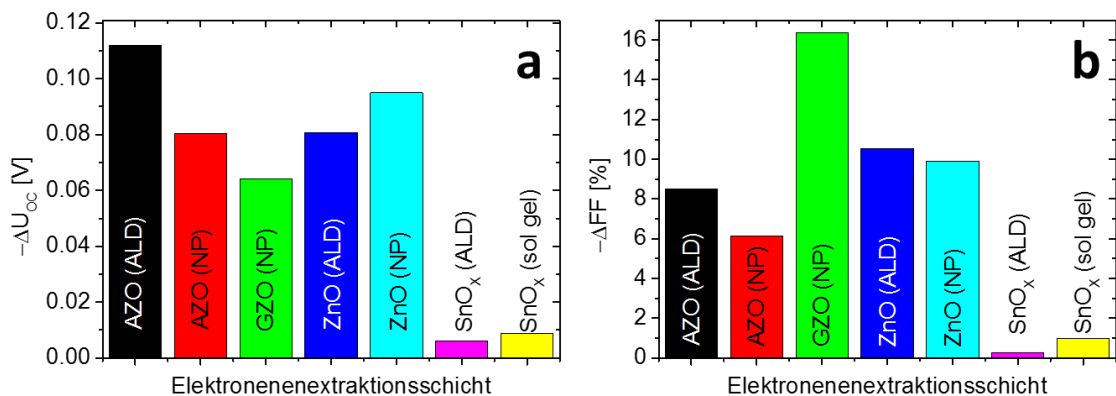 a
−ΔU_OC [V]
0.12
0.10
0.08
0.06
0.04
0.02
0.00
AZO (ALD)
AZO (NP)
GZO (NP)
ZnO (ALD)
ZnO (NP)
SnO_x (ALD)
SnO_x (sol gel)
Elektronenenextraktionsschicht
b
−ΔFF [%]
16
14
12
10
8
6
4
2
0
AZO (ALD)
AZO (NP)
GZO (NP)
ZnO (ALD)
ZnO (NP)
SnO_x (ALD)
SnO_x (sol gel)
Elektronenenextraktionsschicht